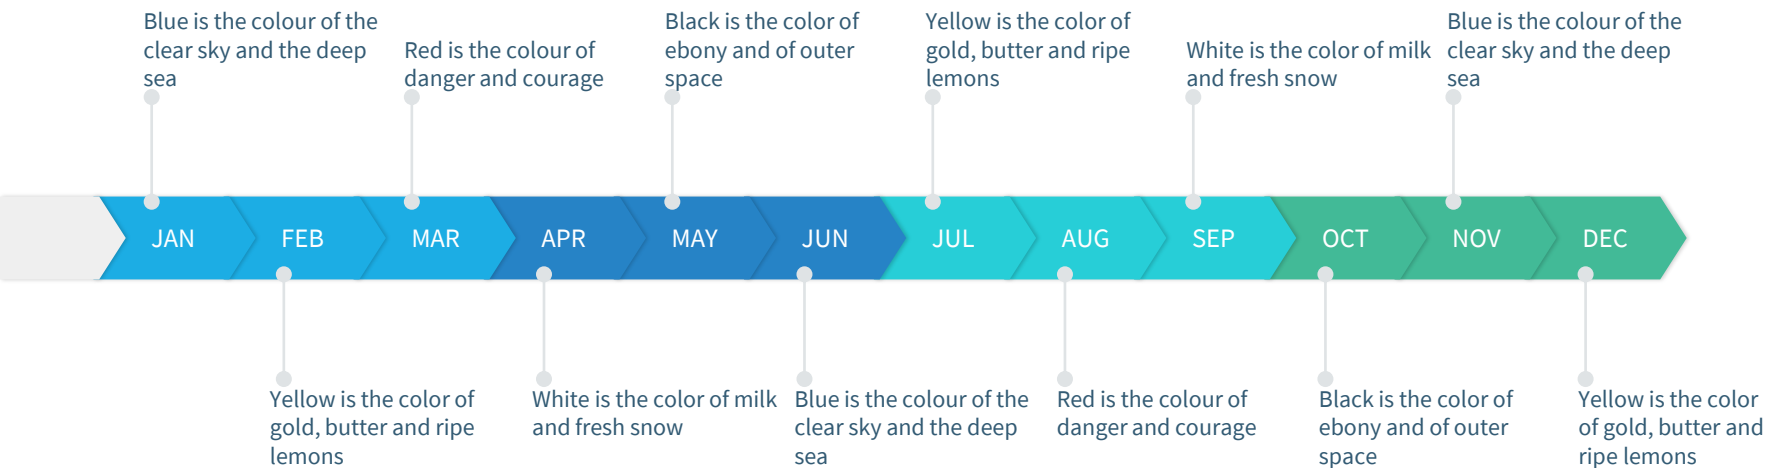 Blue is the colour of the
clear sky and the deep
sea
Red is the colour of
danger and courage
Black is the color of
ebony and of outer
space
Yellow is the color of
gold, butter and ripe
lemons
White is the color of milk
and fresh snow
Blue is the colour of the
clear sky and the deep
sea
JAN
FEB
MAR
APR
MAY
JUN
JUL
AUG
SEP
OCT
NOV
DEC
Yellow is the color of
gold, butter and ripe
lemons
White is the color of milk
and fresh snow
Blue is the colour of the
clear sky and the deep
sea
Red is the colour of
danger and courage
Black is the color of
ebony and of outer
space
Yellow is the color
of gold, butter and
ripe lemons